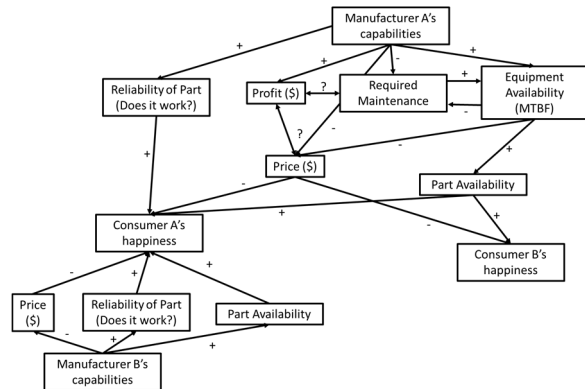 Manufacturer A's
capabilities
+
+
-
+
Reliability of Part
(Does it work?)
Profit ($)
?
Required
Maintenance
+
-
Equipment
Availability
(MTBF)
?
-
-
+
+
Price ($)
Part Availability
-
+
+
-
Consumer A's
happiness
Consumer B's
happiness
-
+
+
Price
($)
Reliability of Part
(Does it work?)
Part Availability
-
+
+
Manufacturer B's
capabilities